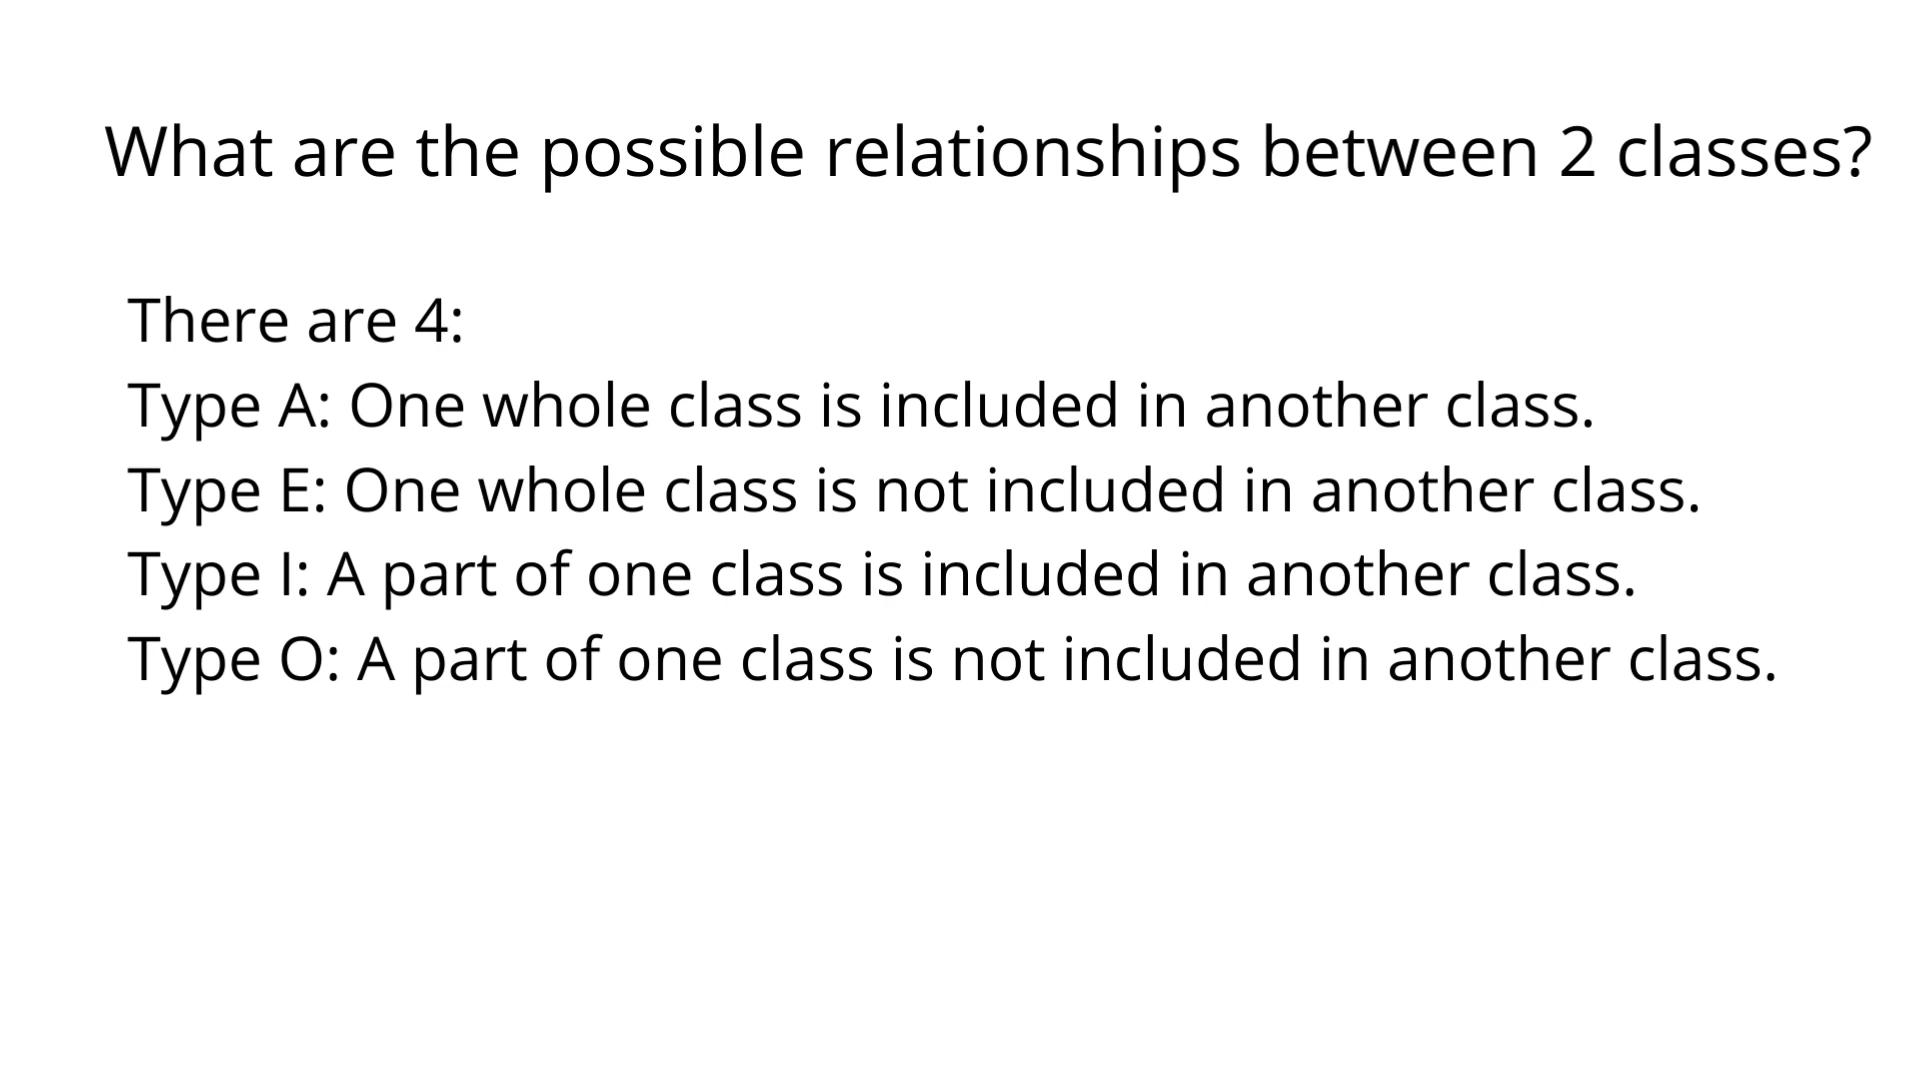 What are the possible relationships between 2 classes?
There are 4:
Type A: One whole class is included in another class.
Type E: One whole class is not included in another class.
Type I: A part of one class is included in another class.
Type O: A part of one class is not included in another class.